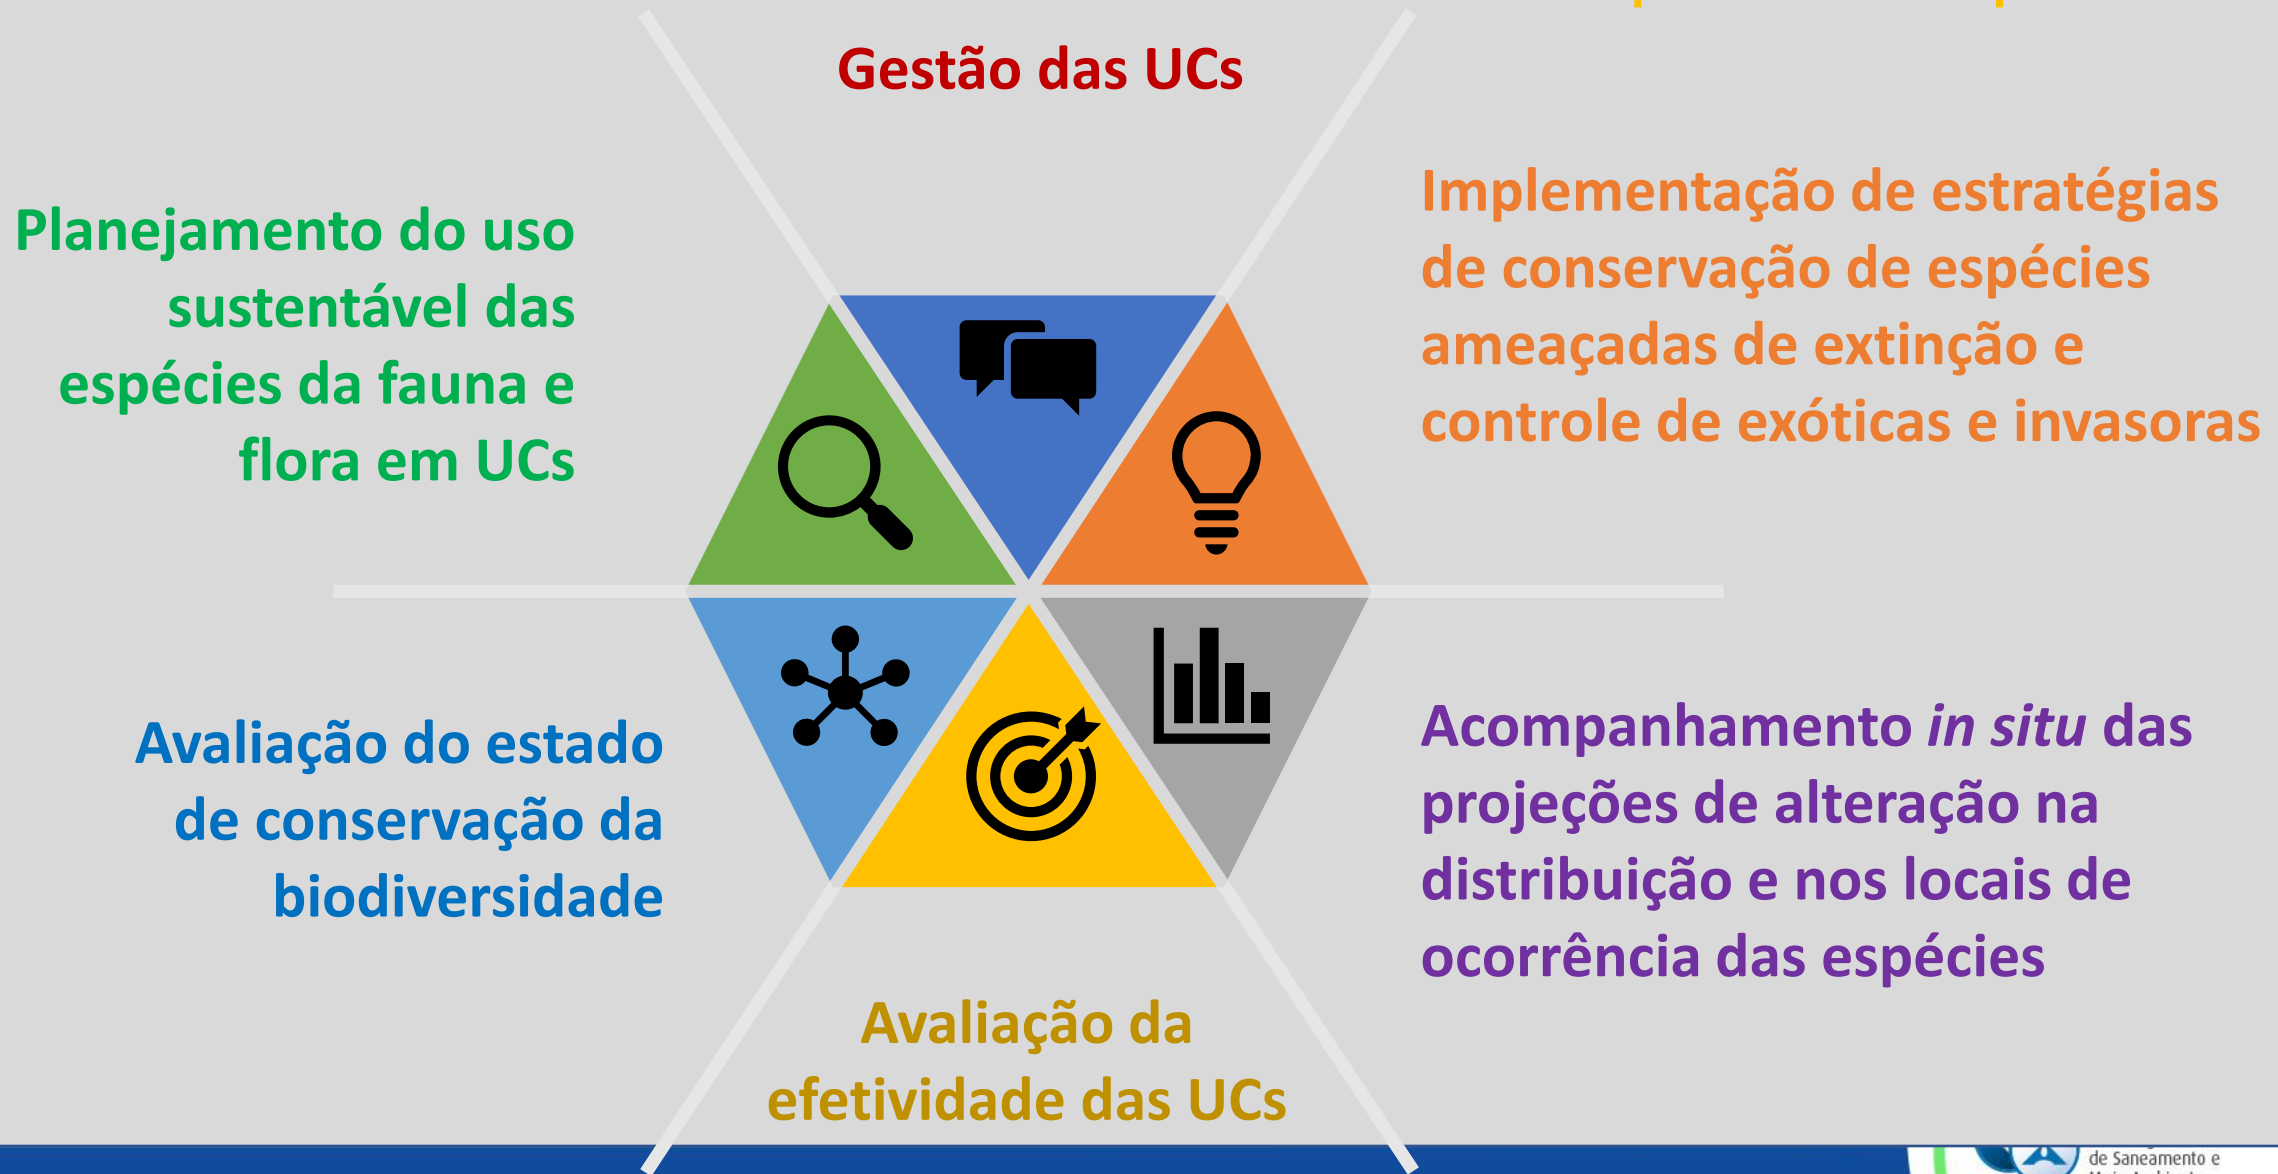 Gestão das UCs
Planejamento do uso
sustentável das
espécies da fauna e
flora em UCs
Implementação de estratégias
de conservação de espécies
ameaçadas de extinção e
controle de exóticas e invasoras
Avaliação do estado
de conservação da
biodiversidade
Acompanhamento in situ das
projeções de alteração na
distribuição e nos locais de
ocorrência das espécies
Avaliação da
efetividade das UCs
de Saneamento e